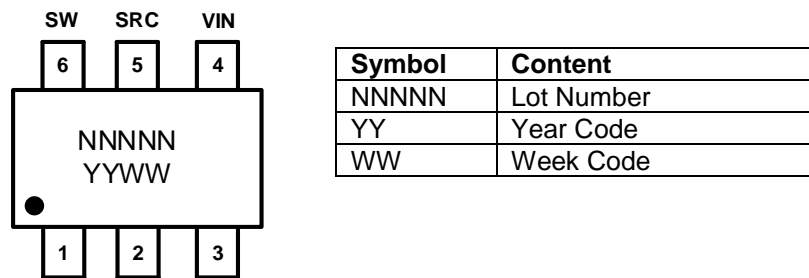 SW SRC VIN
6 5 4
NNNNN
YYWW
1 2 3
Symbol Content
NNNNN Lot Number
YY Year Code
WW Week Code